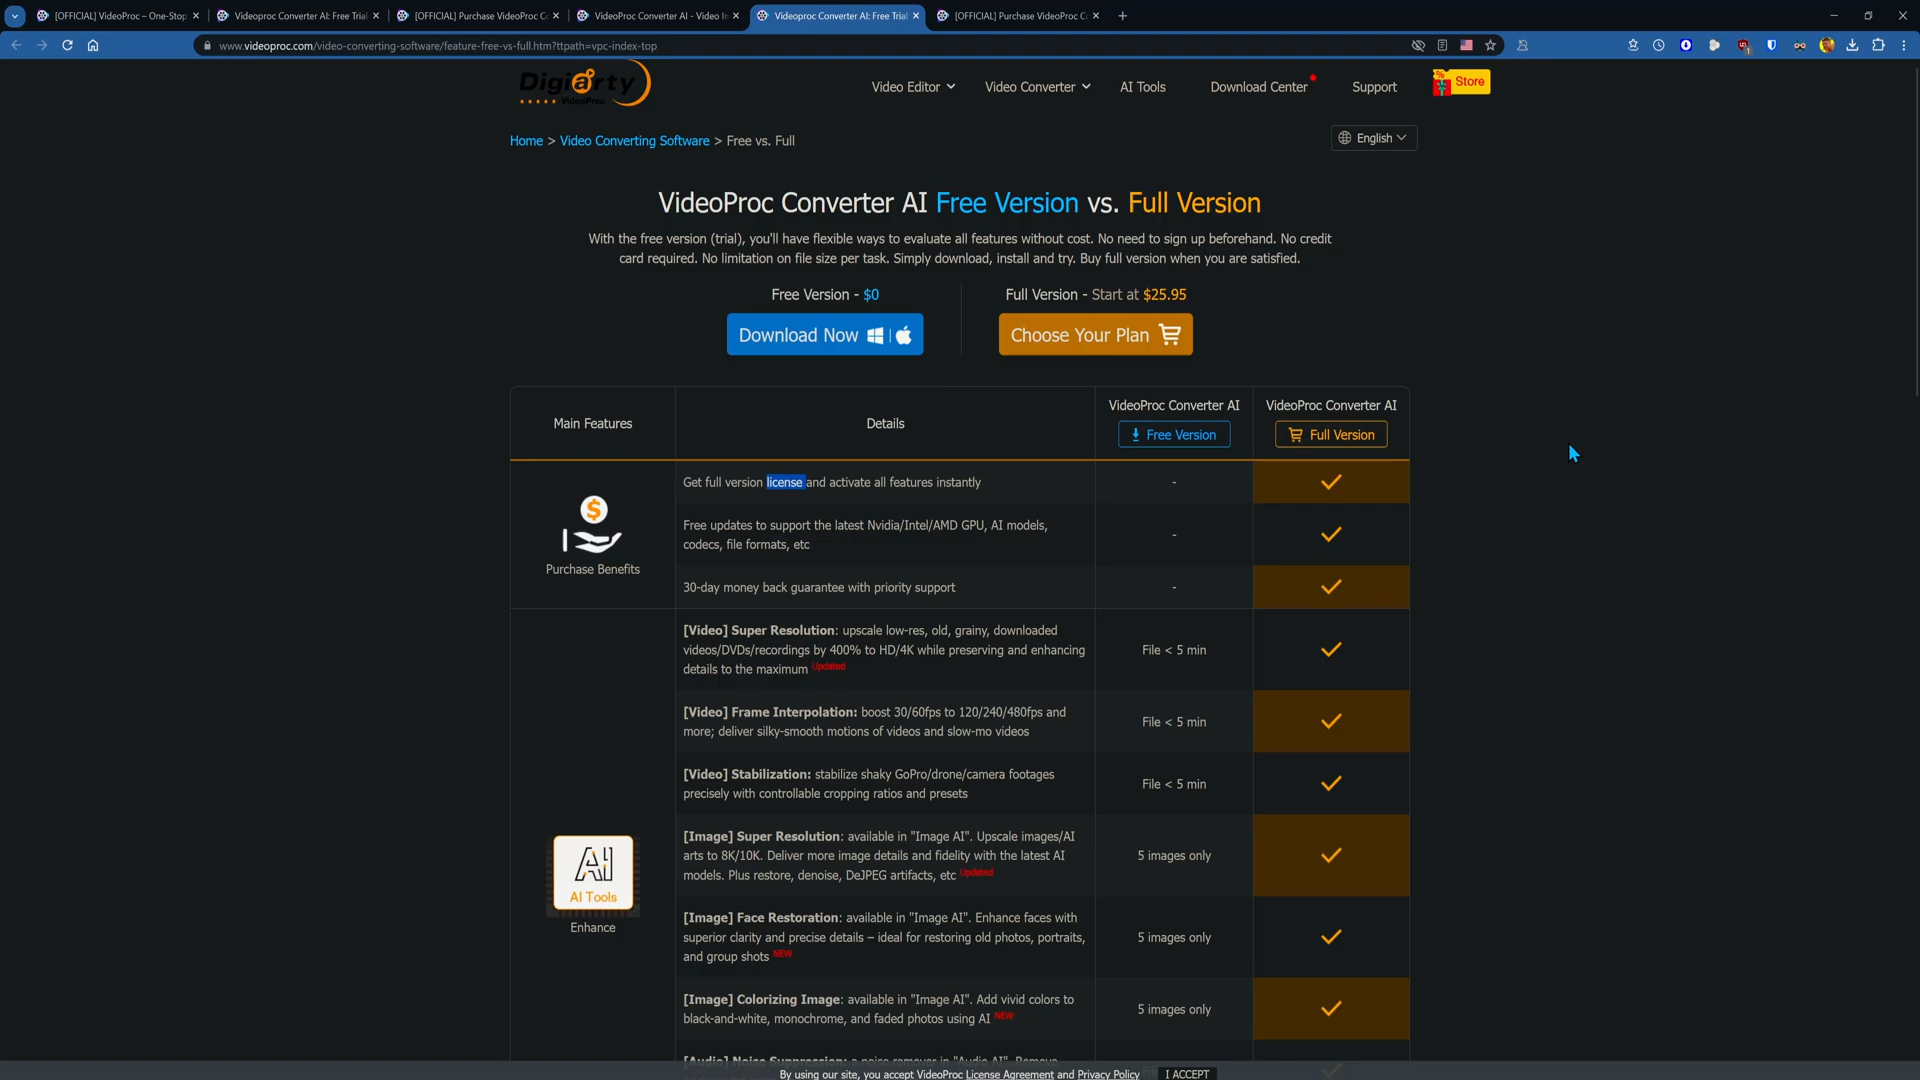 [OFFICIAL] VideoProc – One-Stop
Videoproc Converter AI: Free Trial
[OFFICIAL] Purchase VideoProc Co
VideoProc Converter AI - Video In
Videoproc Converter AI: Free Trial
[OFFICIAL] Purchase VideoProc Co
www.videoproc.com/video-converting-software/feature-free-vs-full.htm?ttpath=vpc-index-top
Digiarty
VideoProc
Video Editor
Video Converter
AI Tools
Download Center
Support
% Store
Home > Video Converting Software > Free vs. Full
English
VideoProc Converter AI Free Version vs. Full Version
With the free version (trial), you'll have flexible ways to evaluate all features without cost. No need to sign up beforehand. No credit
card required. No limitation on file size per task. Simply download, install and try. Buy full version when you are satisfied.
Free Version - $0
Full Version - Start at $25.95
Download Now
Choose Your Plan
Main Features
Details
VideoProc Converter AI
Free Version
VideoProc Converter AI
Full Version
$
Purchase Benefits
Get full version license and activate all features instantly
-
Free updates to support the latest Nvidia/Intel/AMD GPU, AI models,
codecs, file formats, etc
-
30-day money back guarantee with priority support
-
[Video] Super Resolution: upscale low-res, old, grainy, downloaded
videos/DVDs/recordings by 400% to HD/4K while preserving and enhancing
details to the maximum Updated
File < 5 min
[Video] Frame Interpolation: boost 30/60fps to 120/240/480fps and
more; deliver silky-smooth motions of videos and slow-mo videos
File < 5 min
[Video] Stabilization: stabilize shaky GoPro/drone/camera footages
precisely with controllable cropping ratios and presets
File < 5 min
AI
AI Tools
Enhance
[Image] Super Resolution: available in "Image AI". Upscale images/AI
arts to 8K/10K. Deliver more image details and fidelity with the latest AI
models. Plus restore, denoise, DeJPEG artifacts, etc Updated
5 images only
[Image] Face Restoration: available in "Image AI". Enhance faces with
superior clarity and precise details – ideal for restoring old photos, portraits,
and group shots NEW
5 images only
[Image] Colorizing Image: available in "Image AI". Add vivid colors to
black-and-white, monochrome, and faded photos using AI NEW
5 images only
[Audio] Noise Suppression: a noise remover in "Audio AI". Remove
By using our site, you accept VideoProc License Agreement and Privacy Policy
I ACCEPT